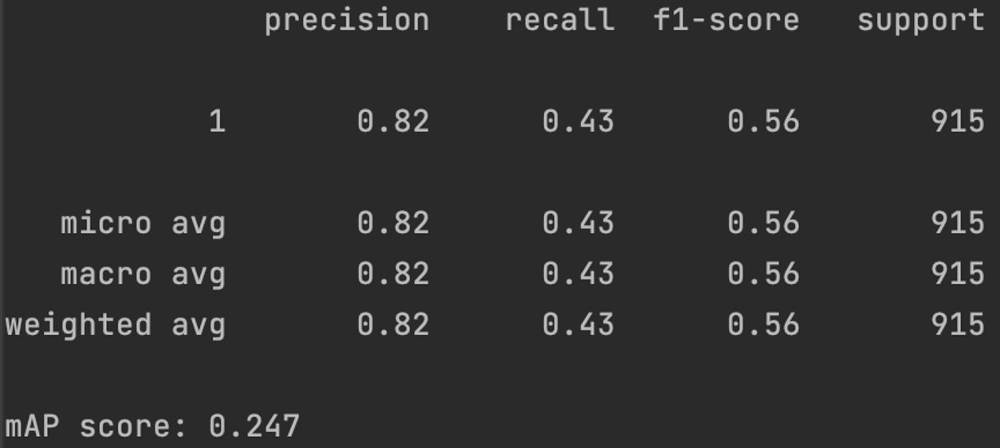 precision recall f1-score support
1 0.82 0.43 0.56 915
micro avg 0.82 0.43 0.56 915
macro avg 0.82 0.43 0.56 915
weighted avg 0.82 0.43 0.56 915
mAP score: 0.247